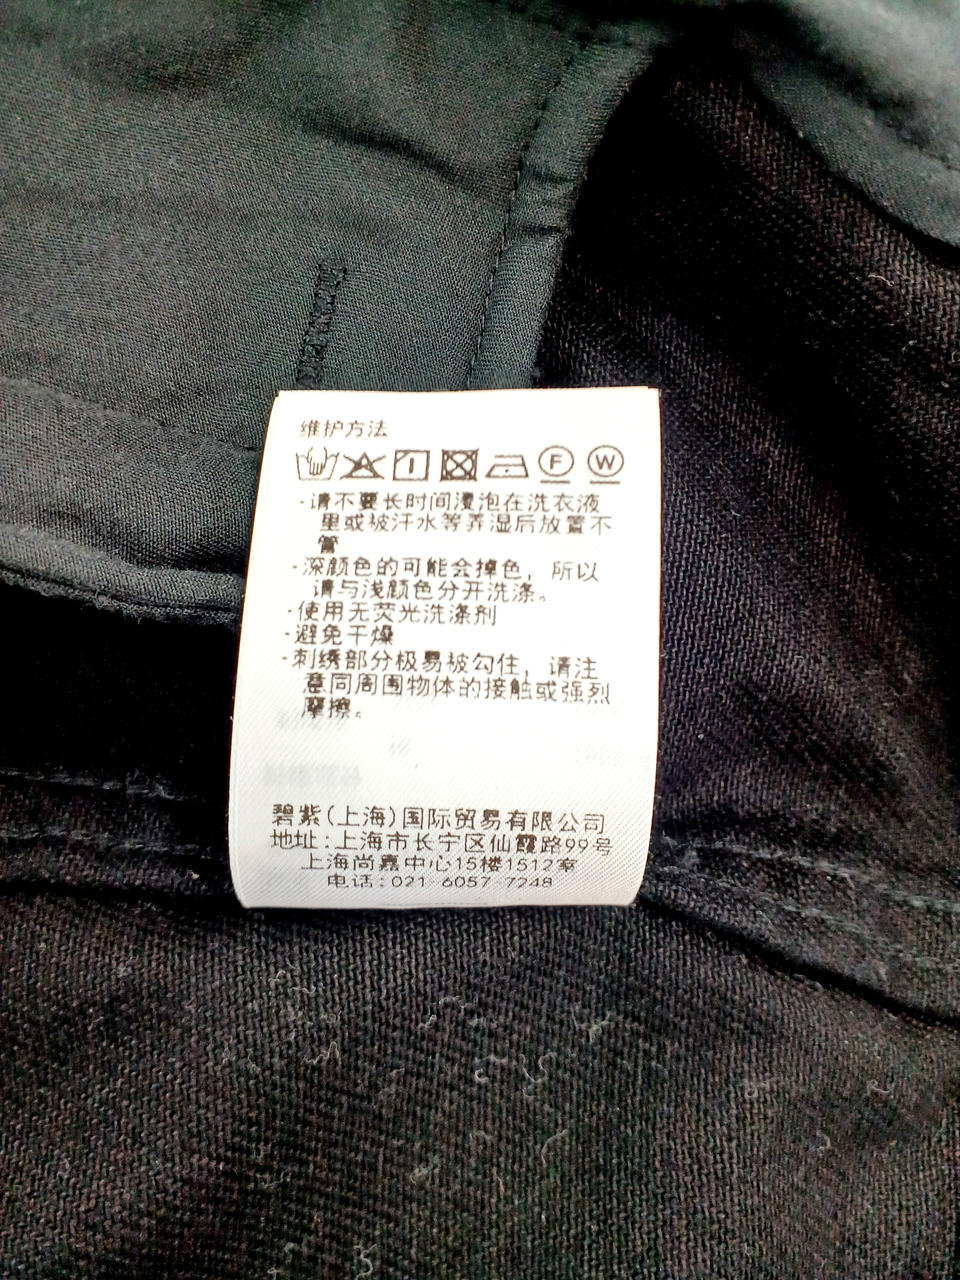 维护方法
F W
-请不要长时间浸泡在洗衣液
里或被汗水等弄湿后放置不
管
-深颜色的可能会掉色，所以
请与浅颜色分开洗涤。
-使用无荧光洗涤剂
-避免干燥
-刺绣部分极易被勾住，请注
意同周围物体的接触或强烈
摩擦。
碧紫(上海)国际贸易有限公司
地址:上海市长宁区仙霞路99号
上海尚嘉中心15楼1512室
电话:021-6057-7248